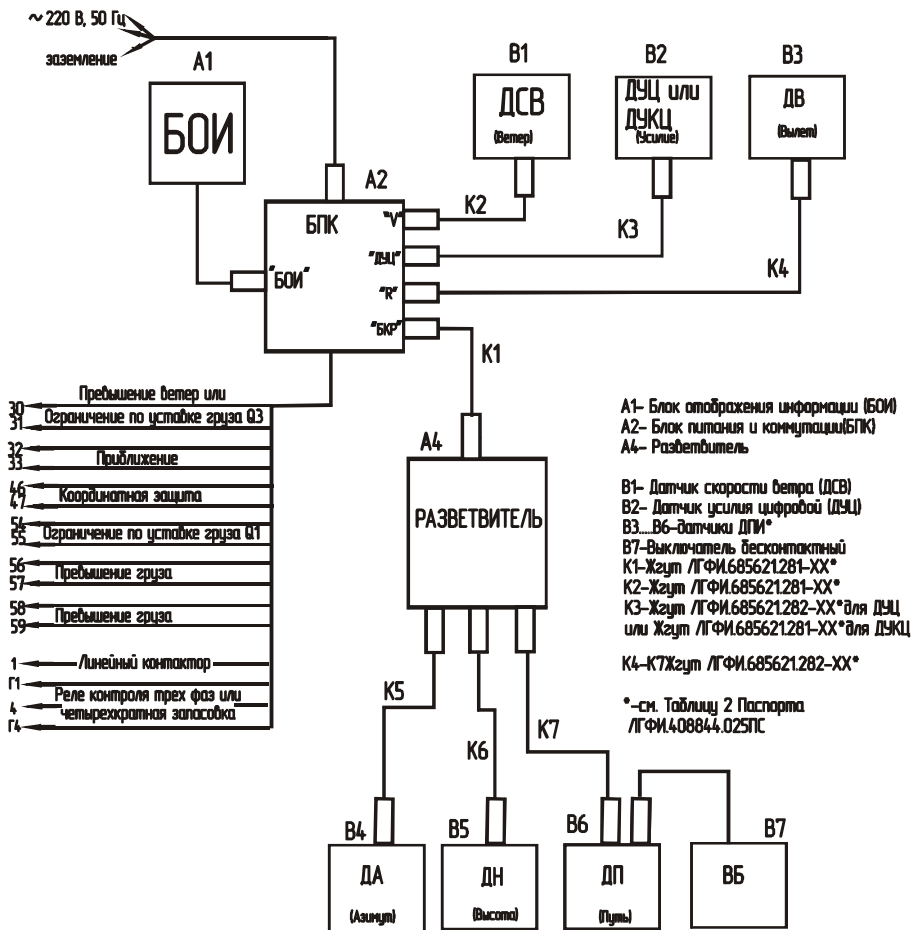 ~ 220 В, 50 Гц
заземление
А1
БОИ
В1
ДСВ
(Ветер)
В2
ДУЦ или
ДУКЦ
(Усилие)
В3
ДВ
(Вылет)
А2
БПК
"БОИ"
"V"
"ДУЦ"
"R"
"БКР"
К2
К3
К4
К1
Превышение ветер или
30
Ограничение по уставке груза Q3
31
32
Приближение
33
46
Координатная защита
47
54
Ограничение по уставке груза Q1
55
56
Превышение груза
57
58
Превышение груза
59
1
Линейный контактор
Г1
Реле контроля трех фаз или
4
четырехкратная запасовка
Г4
А4
РАЗВЕТВИТЕЛЬ
А1– Блок отображения информации (БОИ)
А2– Блок питания и коммутации(БПК)
А4– Разветвитель
В1– Датчик скорости ветра (ДСВ)
В2– Датчик усилия цифровой (ДУЦ)
В3.....В6–датчики ДПИ*
В7–Выключатель бесконтактный
К1–Жгут ЛГФИ.685621.281–ХХ*
К2–Жгут ЛГФИ.685621.281–ХХ*
К3–Жгут ЛГФИ.685621.282–ХХ*для ДУЦ
или Жгут ЛГФИ.685621.281–ХХ*для ДУКЦ
К4–К7Жгут ЛГФИ.685621.282–ХХ*
*–см. Таблицу 2 Паспорта
ЛГФИ.408844.025ПС
К5
К6
К7
В4
ДА
(Азимут)
В5
ДН
(Высота)
В6
ДП
(Путь)
В7
ВБ